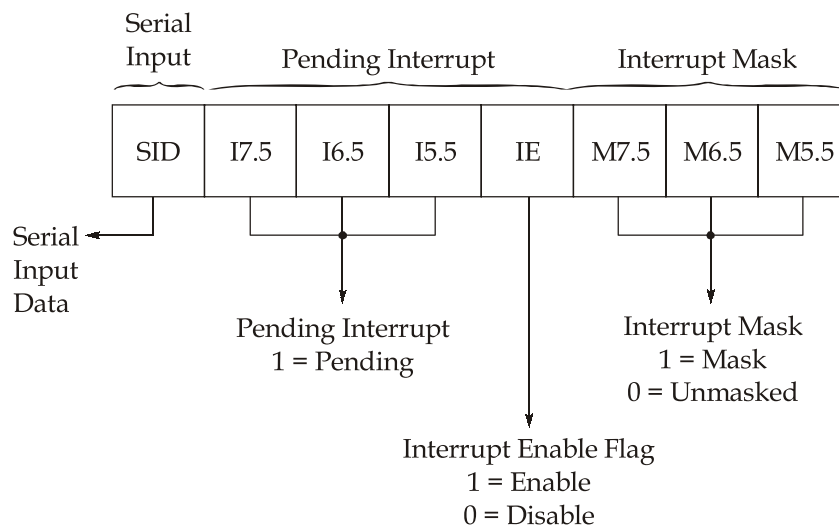 Serial
Input
Pending Interrupt
Interrupt Mask
SID I7.5 I6.5 I5.5 IE M7.5 M6.5 M5.5
Serial
Input
Data
Pending Interrupt
1 = Pending
Interrupt Mask
1 = Mask
0 = Unmasked
Interrupt Enable Flag
1 = Enable
0 = Disable